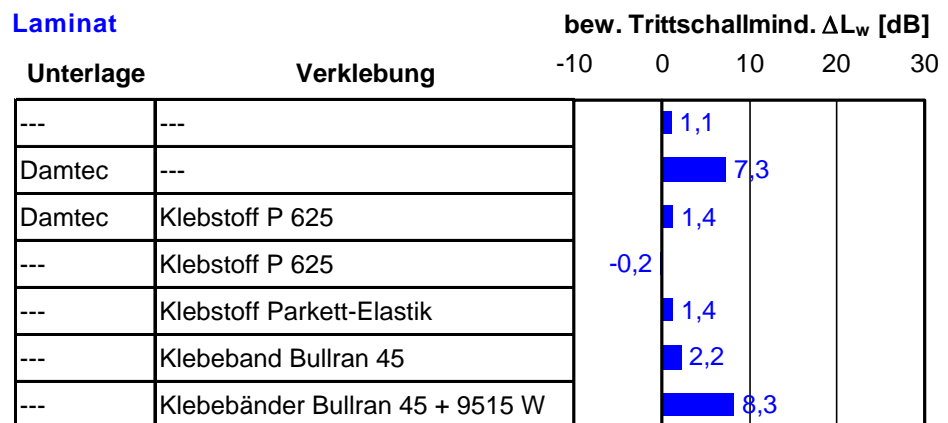 Laminat bew. Trittschallmind. ΔLw [dB]
Unterlage Verklebung -10 0 10 20 30
--- --- 1,1
Damtec --- 7,3
Damtec Klebstoff P 625 1,4
--- Klebstoff P 625 -0,2
--- Klebstoff Parkett-Elastik 1,4
--- Klebeband Bullran 45 2,2
--- Klebebänder Bullran 45 + 9515 W 8,3